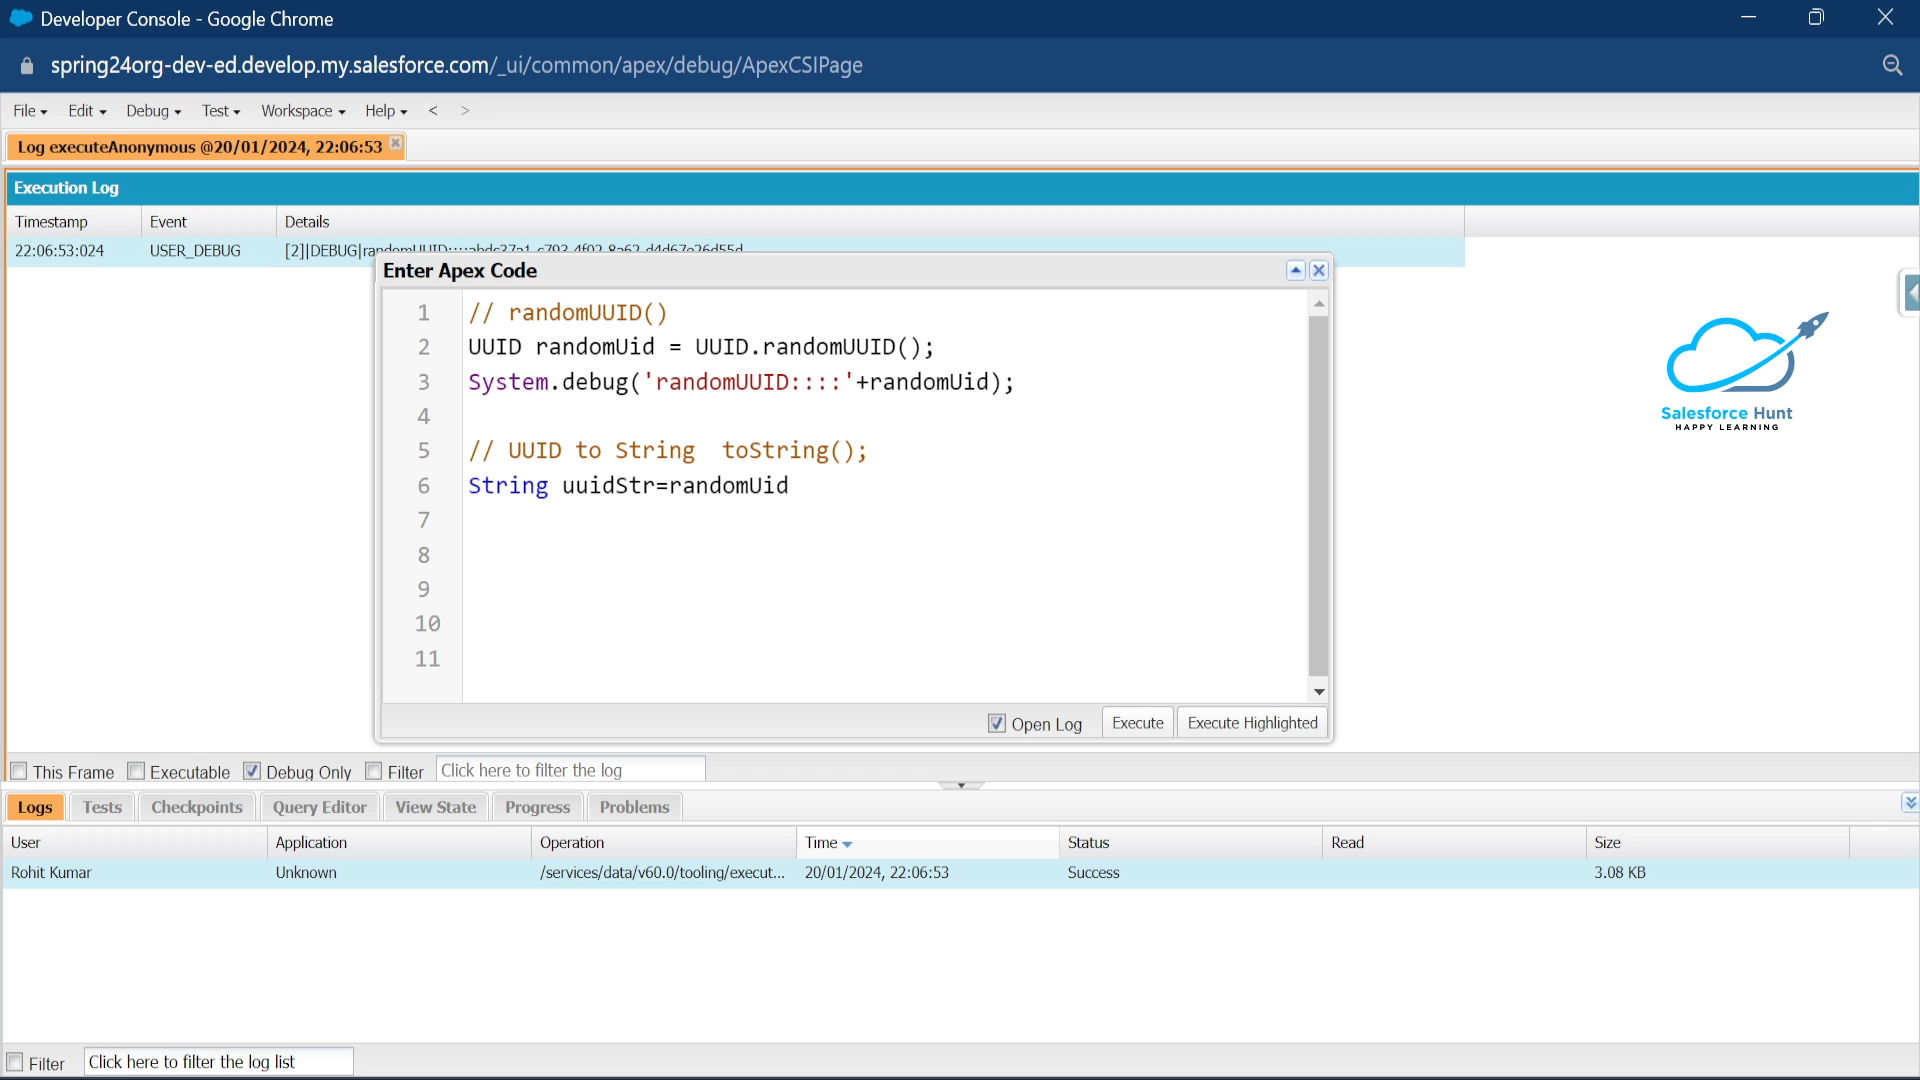 Developer Console - Google Chrome
spring24org-dev-ed.develop.my.salesforce.com/_ui/common/apex/debug/ApexCSIPage
File Edit Debug Test Workspace Help < >
Log executeAnonymous @20/01/2024, 22:06:53
Execution Log
Timestamp Event Details
22:06:53:024 USER_DEBUG [2]|DEBUG|randomUUID::::
Enter Apex Code
1 // randomUUID()
2 UUID randomUid = UUID.randomUUID();
3 System.debug('randomUUID::::'+randomUid);
4
5 // UUID to String  toString();
6 String uuidStr=randomUid
7
8
9
10
11
Salesforce Hunt
HAPPY LEARNING
Open Log Execute Execute Highlighted
This Frame Executable Debug Only Filter Click here to filter the log
Logs Tests Checkpoints Query Editor View State Progress Problems
User Application Operation Time Status Read Size
Rohit Kumar Unknown /services/data/v60.0/tooling/execut... 20/01/2024, 22:06:53 Success 3.08 KB
Filter Click here to filter the log list